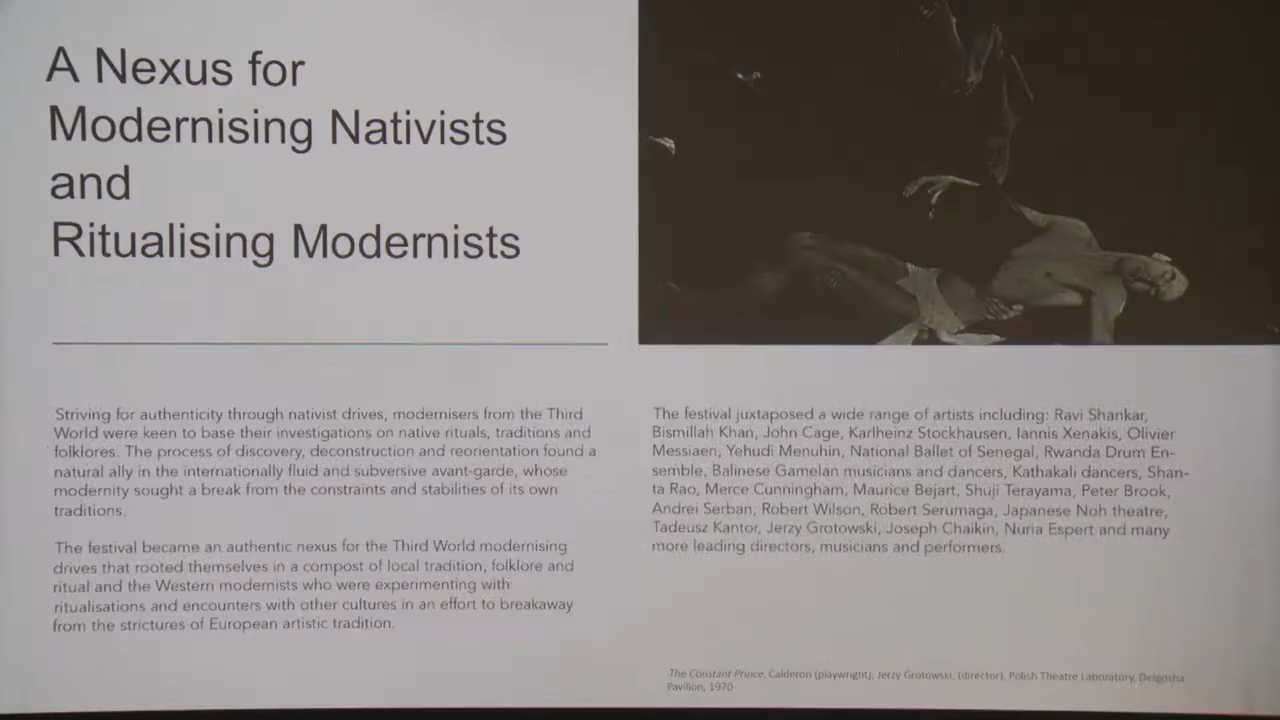 A Nexus for
Modernising Nativists
and
Ritualising Modernists
Striving for authenticity through nativist drives, modernisers from the Third
World were keen to base their investigations on native rituals, traditions and
folklores. The process of discovery, deconstruction and reorientation found a
natural ally in the internationally fluid and subversive avant-garde, whose
modernity sought a break from the constraints and stabilities of its own
traditions.
The festival became an authentic nexus for the Third World modernising
drives that rooted themselves in a compost of local tradition, folklore and
ritual and the Western modernists who were experimenting with
ritualisations and encounters with other cultures in an effort to breakaway
from the strictures of European artistic tradition.
The festival juxtaposed a wide range of artists including: Ravi Shankar,
Bismillah Khan, John Cage, Karlheinz Stockhausen, Iannis Xenakis, Olivier
Messiaen, Yehudi Menuhin, National Ballet of Senegal, Rwanda Drum En-
semble, Balinese Gamelan musicians and dancers, Kathakali dancers, Shan-
ta Rao, Merce Cunningham, Maurice Bejart, Shuji Terayama, Peter Brook,
Andrei Serban, Robert Wilson, Robert Serumaga, Japanese Noh theatre,
Tadeusz Kantor, Jerzy Grotowski, Joseph Chaikin, Nuria Espert and many
more leading directors, musicians and performers.
The Constant Prince, Calderon (playwright), Jerzy Grotowski, (director), Polish Theatre Laboratory, Delgosha
Pavilion, 1970